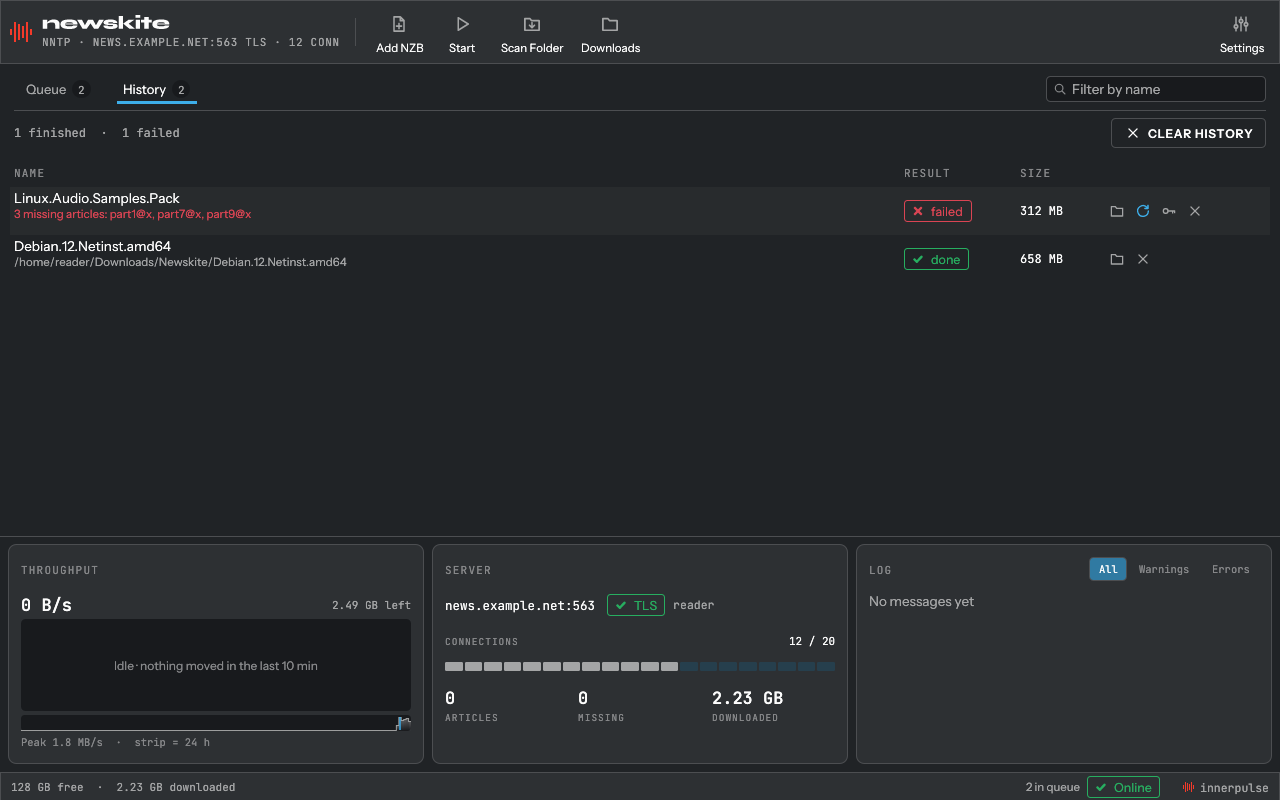 newskite
NNTP · NEWS.EXAMPLE.NET:563 TLS · 12 CONN
Add NZB
Start
Scan Folder
Downloads
Settings
Queue 2
History 2
Filter by name
1 finished · 1 failed
CLEAR HISTORY
NAME RESULT SIZE
Linux.Audio.Samples.Pack
3 missing articles: part1@x, part7@x, part9@x
failed
312 MB
Debian.12.Netinst.amd64
/home/reader/Downloads/Newskite/Debian.12.Netinst.amd64
done
658 MB
THROUGHPUT
0 B/s
2.49 GB left
Idle · nothing moved in the last 10 min
Peak 1.8 MB/s · strip = 24 h
SERVER
news.example.net:563
TLS
reader
CONNECTIONS
12 / 20
0
ARTICLES
0
MISSING
2.23 GB
DOWNLOADED
LOG
All
Warnings
Errors
No messages yet
128 GB free · 2.23 GB downloaded
2 in queue
Online
innerpulse